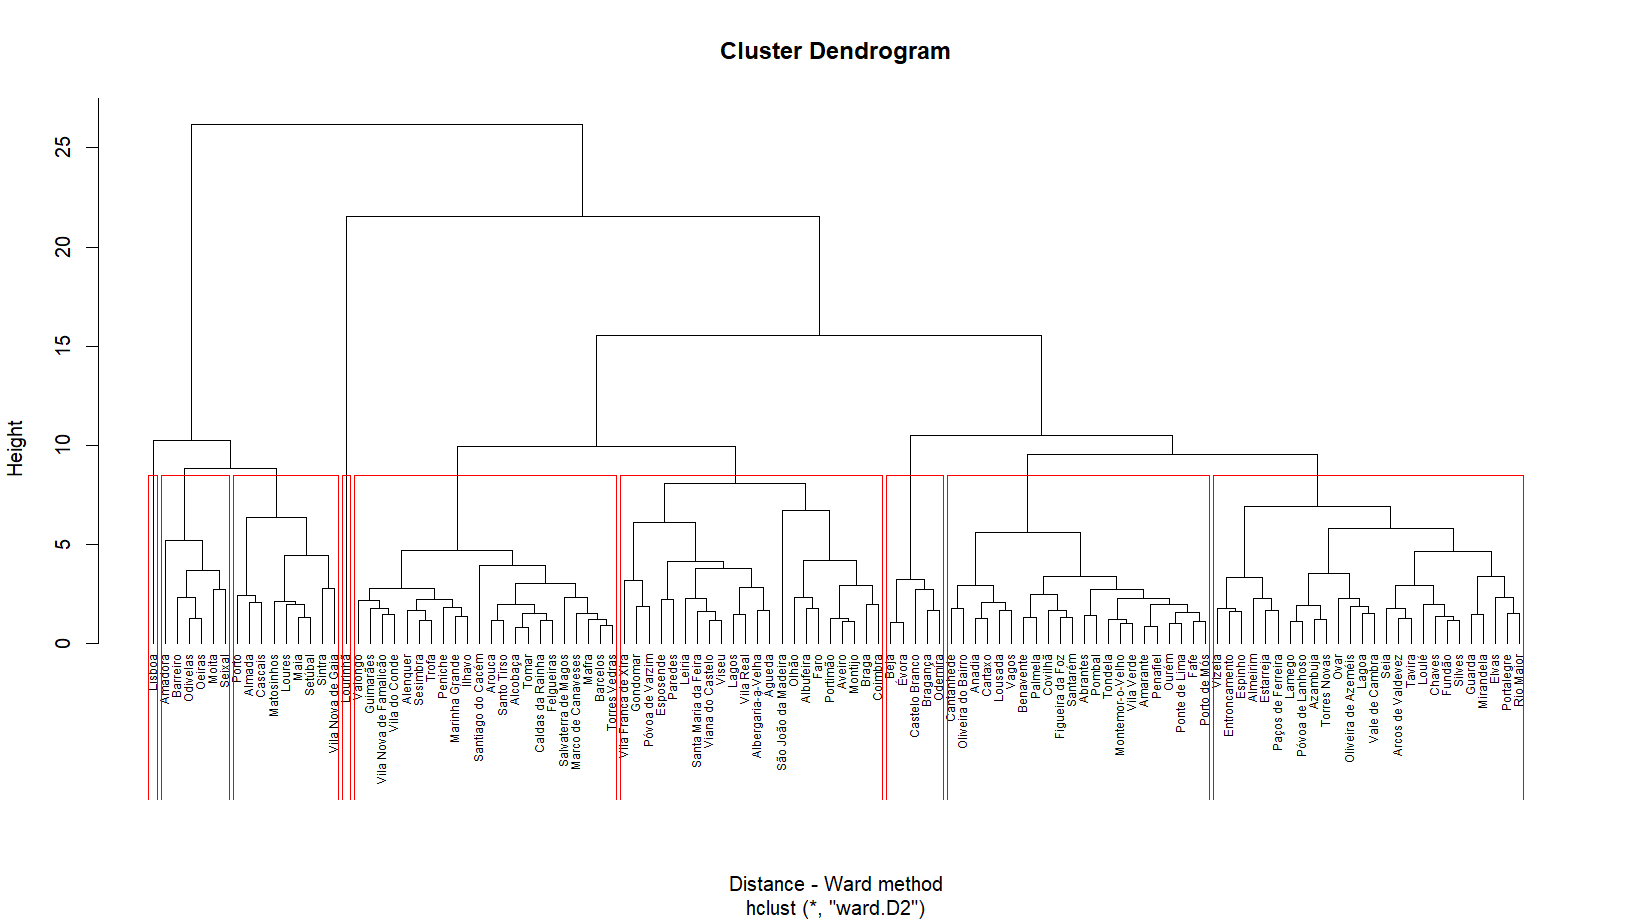 Cluster Dendrogram
Height
25
20
15
10
5
0
Lisboa
Amadora
Barreiro
Odivelas
Oeiras
Moita
Seixal
Porto
Almada
Cascais
Matosinhos
Loures
Maia
Setúbal
Sintra
Vila Nova de Gaia
Lourinhã
Valongo
Guimarães
Vila Nova de Famalicão
Vila do Conde
Alenquer
Sesimbra
Trofa
Peniche
Marinha Grande
Ílhavo
Santiago do Cacém
Arouca
Santo Tirso
Alcobaça
Tomar
Caldas da Rainha
Felgueiras
Salvaterra de Magos
Marco de Canaveses
Mafra
Barcelos
Torres Vedras
Vila Franca de Xira
Gondomar
Póvoa de Varzim
Esposende
Paredes
Leiria
Santa Maria da Feira
Viana do Castelo
Viseu
Lagos
Vila Real
Albergaria-a-Velha
Águeda
São João da Madeira
Olhão
Albufeira
Faro
Portimão
Aveiro
Montijo
Braga
Coimbra
Beja
Évora
Castelo Branco
Bragança
Odemira
Cantanhede
Oliveira do Bairro
Anadia
Cartaxo
Lousada
Vagos
Benavente
Palmela
Covilhã
Figueira da Foz
Santarém
Abrantes
Pombal
Tondela
Montemor-o-Velho
Vila Verde
Amarante
Penafiel
Ponte de Lima
Ourém
Fafe
Porto de Mós
Vizela
Entroncamento
Espinho
Almeirim
Estarreja
Paços de Ferreira
Lamego
Póvoa de Lanhoso
Azambuja
Torres Novas
Ovar
Oliveira de Azeméis
Lagoa
Vale de Cambra
Seia
Arcos de Valdevez
Tavira
Loulé
Chaves
Fundão
Silves
Guarda
Mirandela
Elvas
Portalegre
Rio Maior
Distance - Ward method
hclust (*, "ward.D2")